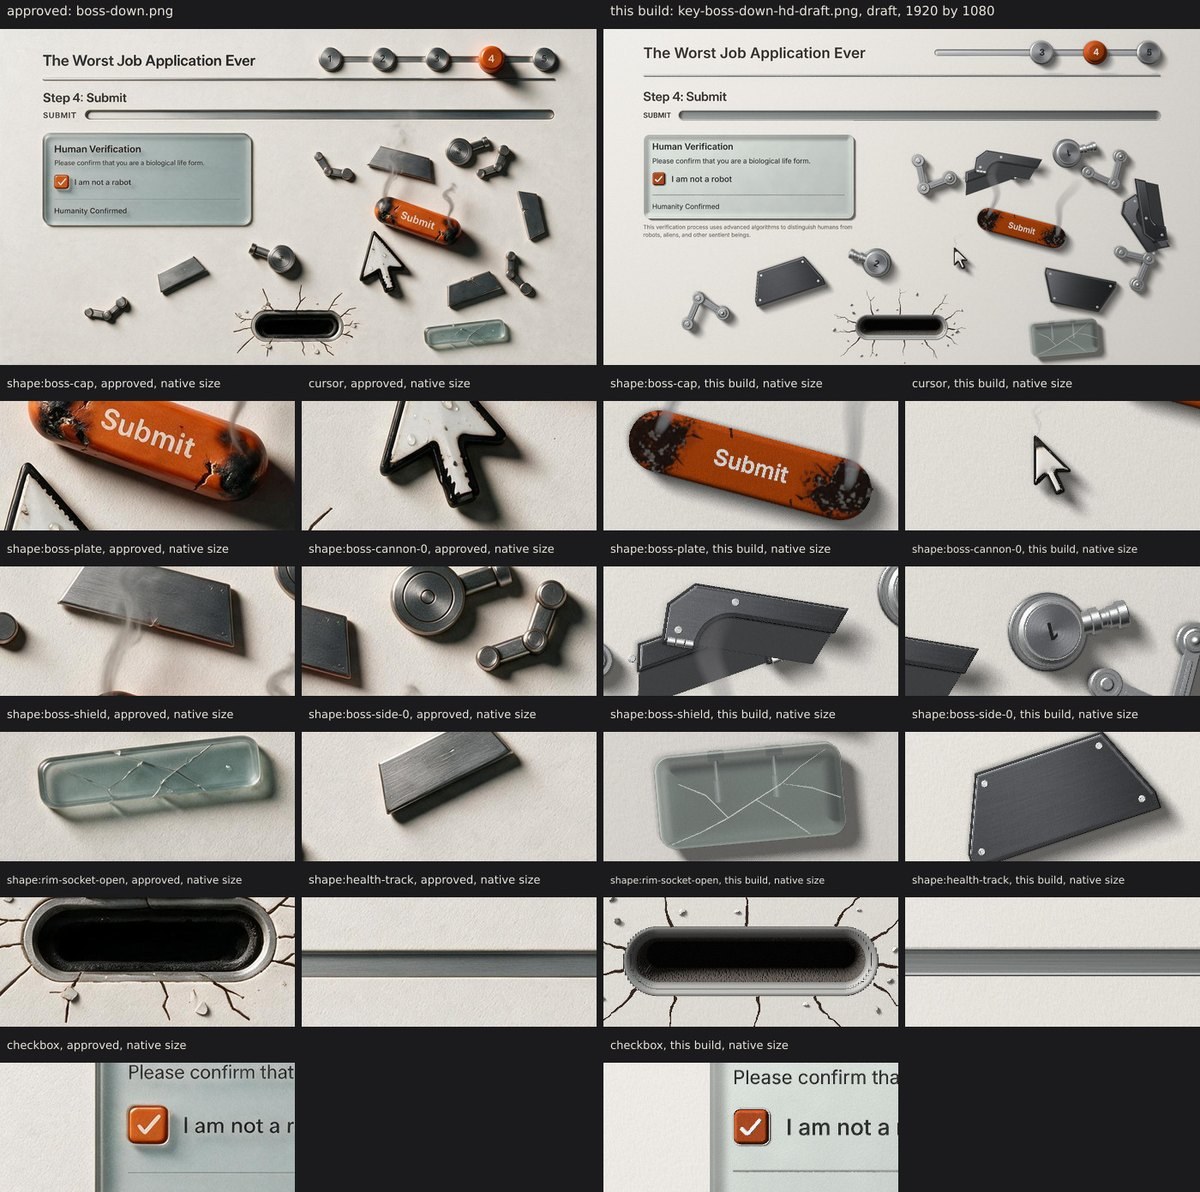 approved: boss-down.png
this build: key-boss-down-hd-draft.png, draft, 1920 by 1080
The Worst Job Application Ever
1 2 3 4 5
Step 4: Submit
SUBMIT
Human Verification
Please confirm that you are a biological life form.
I am not a rabot
Humanity Confirmed
Submit
The Worst Job Application Ever
3 4 5
Step 4: Submit
SUBMIT
Human Verification
Please confirm that you are a biological life form.
I am not a robot
Humanity Confirmed
This verification process uses advanced algorithms to distinguish humans from
robots, aliens, and other sentient beings.
Submit
1
2
shape:boss-cap, approved, native size
cursor, approved, native size
shape:boss-cap, this build, native size
cursor, this build, native size
Submit
Submit
shape:boss-plate, approved, native size
shape:boss-cannon-0, approved, native size
shape:boss-plate, this build, native size
shape:boss-cannon-0, this build, native size
1
shape:boss-shield, approved, native size
shape:boss-side-0, approved, native size
shape:boss-shield, this build, native size
shape:boss-side-0, this build, native size
shape:rim-socket-open, approved, native size
shape:health-track, approved, native size
shape:rim-socket-open, this build, native size
shape:health-track, this build, native size
checkbox, approved, native size
checkbox, this build, native size
Please confirm that
I am not a r
Please confirm tha
I am not a